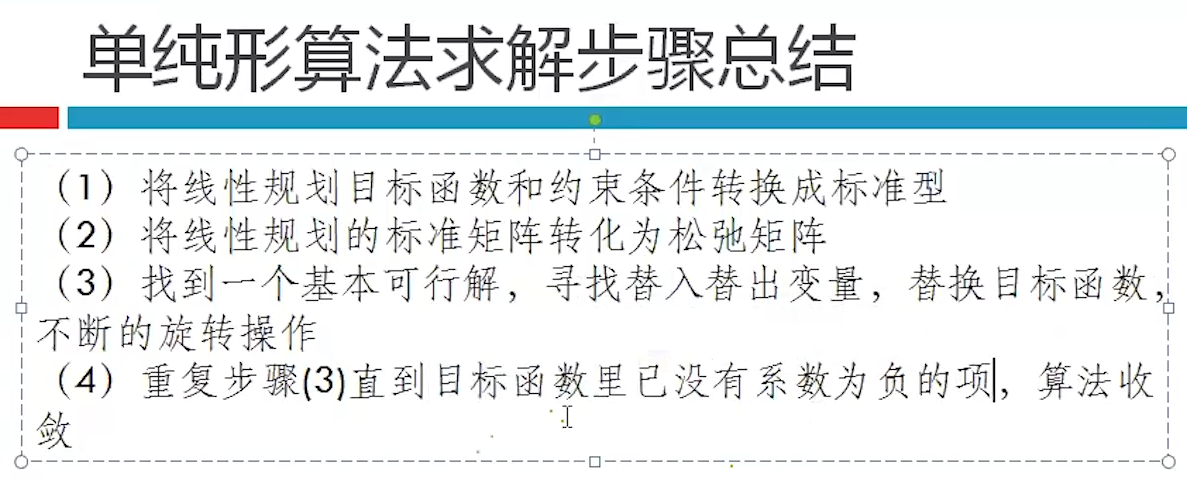 单纯形算法求解步骤总结
（1）将线性规划目标函数和约束条件转换成标准型
（2）将线性规划的标准矩阵转化为松弛矩阵
（3）找到一个基本可行解，寻找替入替出变量，替换目标函数，
不断的旋转操作
（4）重复步骤(3)直到目标函数里已没有系数为负的项，算法收
敛